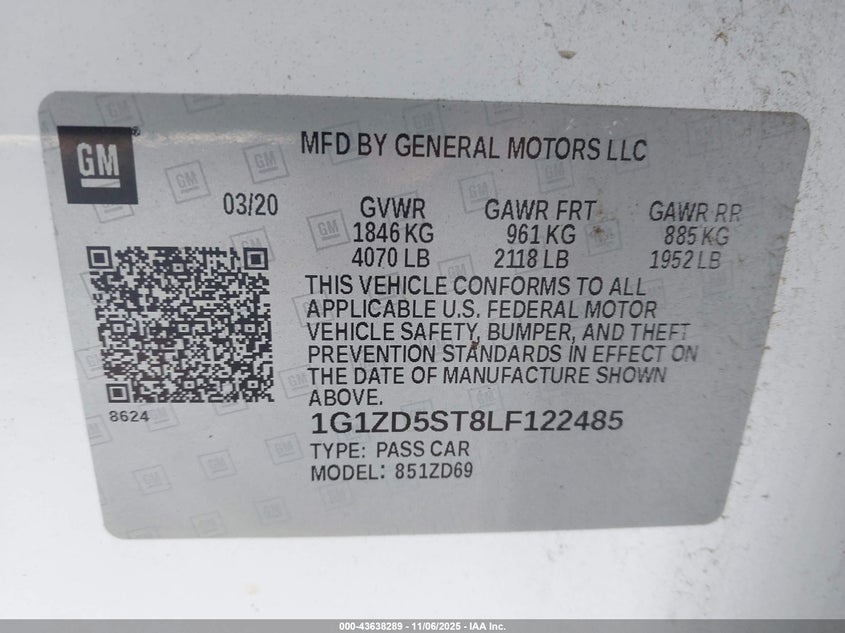 GM
MFD BY GENERAL MOTORS LLC
03/20
GVWR GAWR FRT GAWR RR
1846 KG 961 KG 885 KG
4070 LB 2118 LB 1952 LB
THIS VEHICLE CONFORMS TO ALL
APPLICABLE U.S. FEDERAL MOTOR
VEHICLE SAFETY, BUMPER, AND THEFT
PREVENTION STANDARDS IN EFFECT ON
THE DATE OF MANUFACTURE SHOWN
ABOVE.
8624
1G1ZD5ST8LF122485
TYPE: PASS CAR
MODEL: 851ZD69
000-43638289 - 11/06/2025 - IAA Inc.